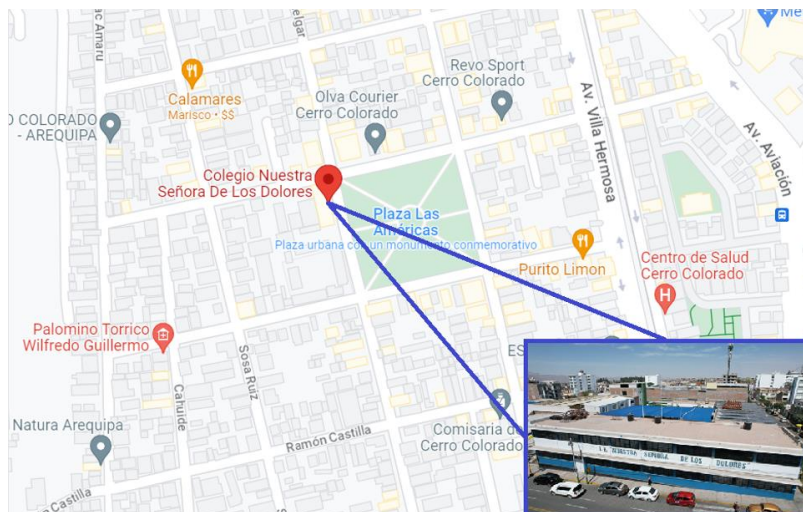 ac Amaru
elgar
Me
Revo Sport
Cerro Colorado
Calamares
Marisco • $$
Olva Courier
Cerro Colorado
Av. Villa Hermosa
O COLORADO
- AREQUIPA
Av. Aviación
Colegio Nuestra
Señora De Los Dolores
Plaza Las
Américas
Plaza urbana con un monumento conmemorativo
Purito Limon
Centro de Salud
Cerro Colorado
H
Palomino Torrico
Wilfredo Guillermo
ES
Sosa Ruiz
Cahuide
Natura Arequipa
Ramón Castilla
Comisaria de
Cerro Colorado
Castilla
I.E. NUESTRA SEÑORA DE LOS DOLORES